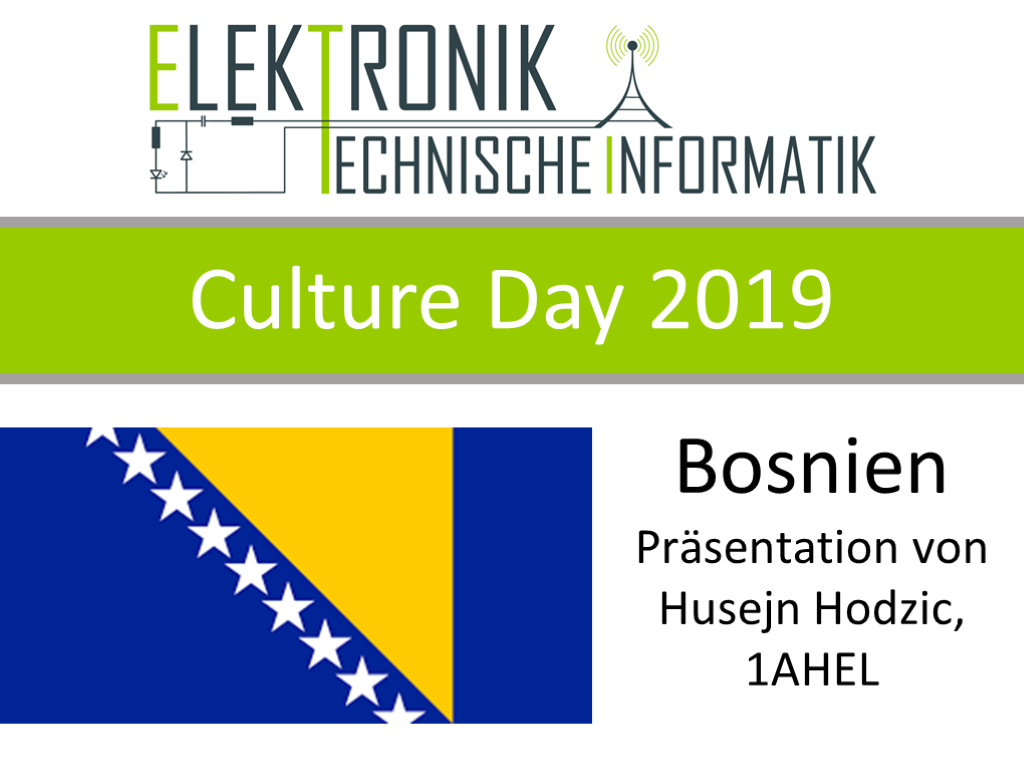 ELEKTRONIK
TECHNISCHE INFORMATIK
Culture Day 2019
Bosnien
Präsentation von
Husejn Hodzic,
1AHEL